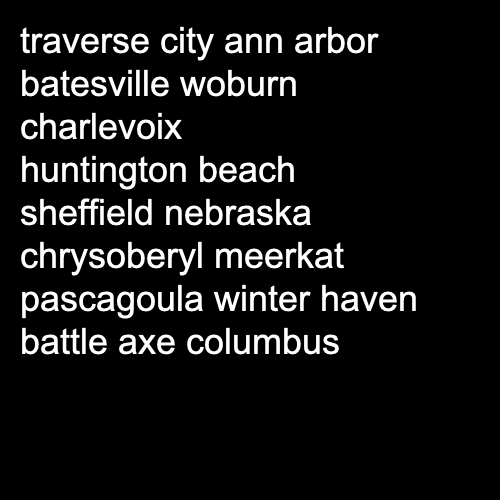 traverse city ann arbor
batesville woburn
charlevoix
huntington beach
sheffield nebraska
chrysoberyl meerkat
pascagoula winter haven
battle axe columbus